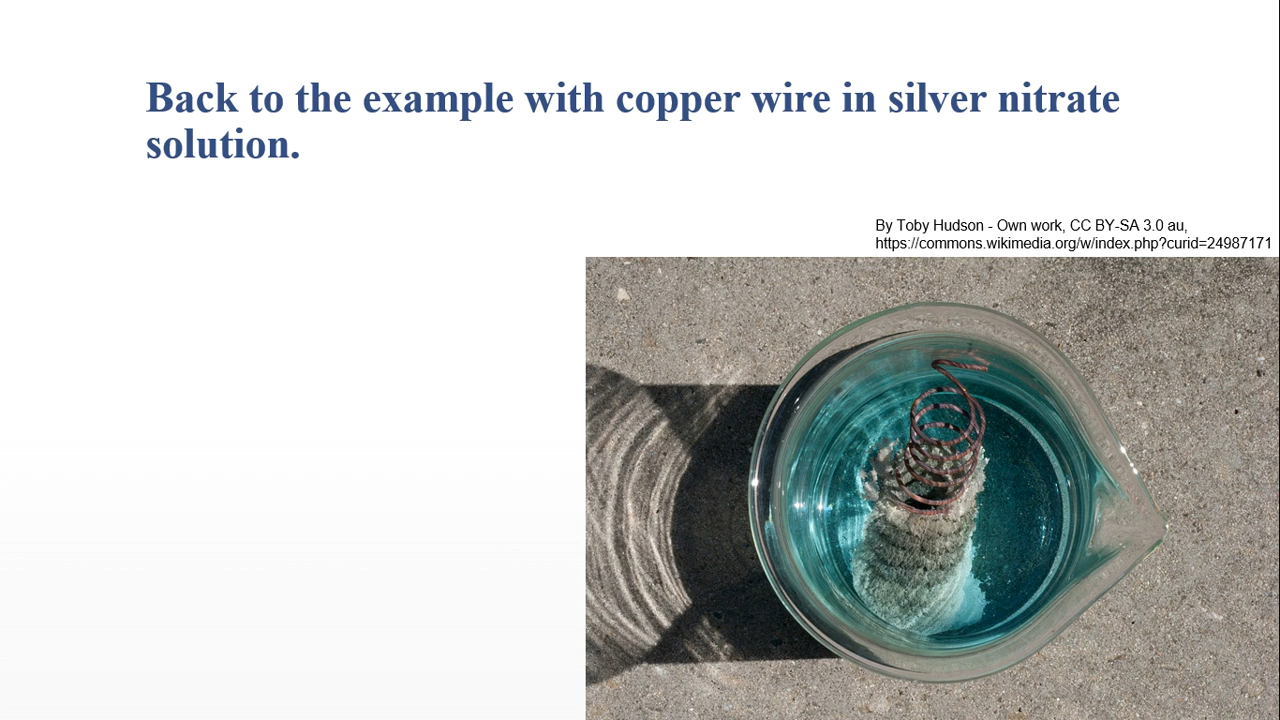 Back to the example with copper wire in silver nitrate
solution.
By Toby Hudson - Own work, CC BY-SA 3.0 au,
https://commons.wikimedia.org/w/index.php?curid=24987171